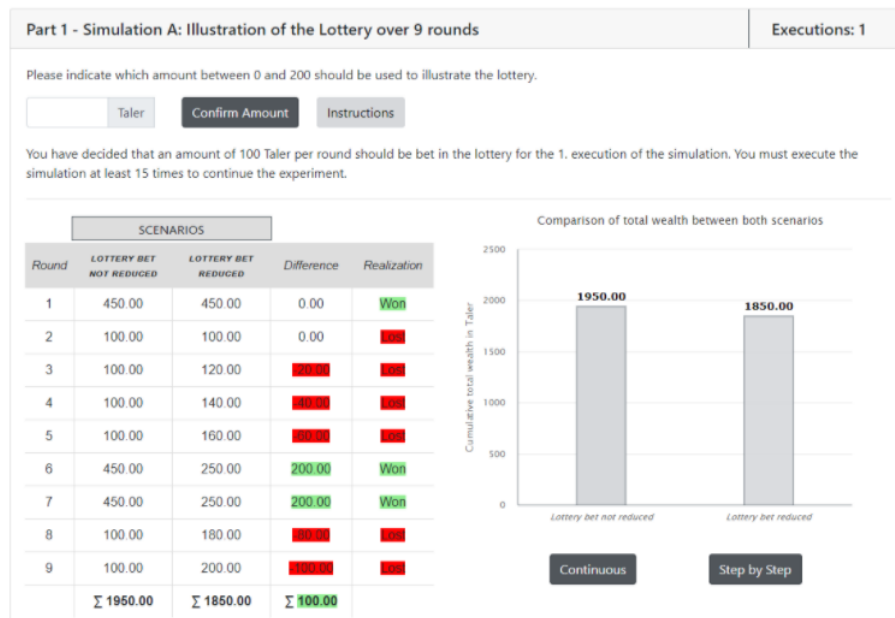 Part 1 - Simulation A: Illustration of the Lottery over 9 rounds
Executions: 1
Please indicate which amount between 0 and 200 should be used to illustrate the lottery.
Taler
Confirm Amount
Instructions
You have decided that an amount of 100 Taler per round should be bet in the lottery for the 1. execution of the simulation. You must execute the
simulation at least 15 times to continue the experiment.
SCENARIOS
Round LOTTERY BET NOT REDUCED LOTTERY BET REDUCED Difference Realization
1 450.00 450.00 0.00 Won
2 100.00 100.00 0.00 Lost
3 100.00 120.00 -20.00 Lost
4 100.00 140.00 -40.00 Lost
5 100.00 160.00 -60.00 Lost
6 450.00 250.00 200.00 Won
7 450.00 250.00 200.00 Won
8 100.00 180.00 -80.00 Lost
9 100.00 200.00 -100.00 Lost
Σ 1950.00 Σ 1850.00 Σ 100.00
Comparison of total wealth between both scenarios
Cumulative total wealth in Taler
2500
2000
1500
1000
500
0
1950.00
1850.00
Lottery bet not reduced
Lottery bet reduced
Continuous
Step by Step